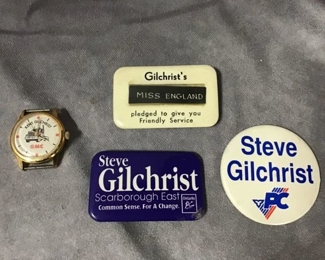 Gilchrist's
MISS ENGLAND
pledged to give you
Friendly Service
GILCHRIST
Steve
Gilchrist
Scarborough East
Common Sense. For A Change.
Steve
Gilchrist
PC